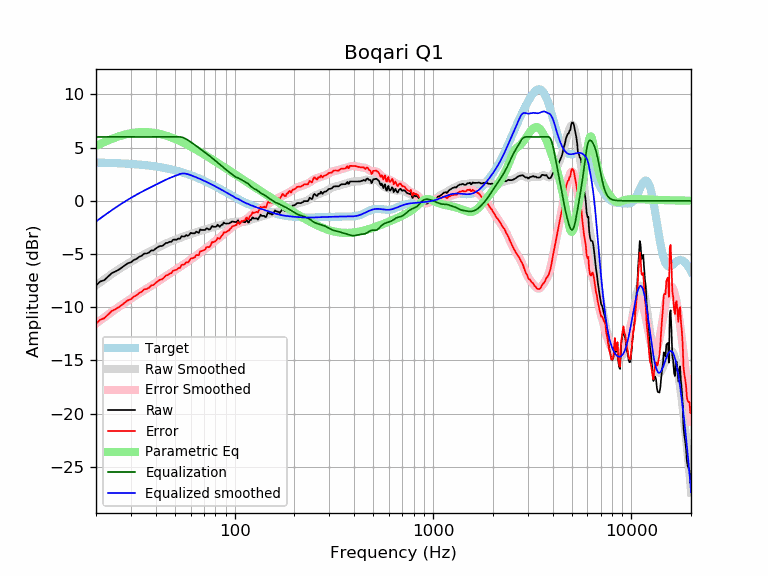 Boqari Q1
10
5
0
−5
−10
−15
−20
−25
Amplitude (dBr)
Target
Raw Smoothed
Error Smoothed
Raw
Error
Parametric Eq
Equalization
Equalized smoothed
100
1000
10000
Frequency (Hz)